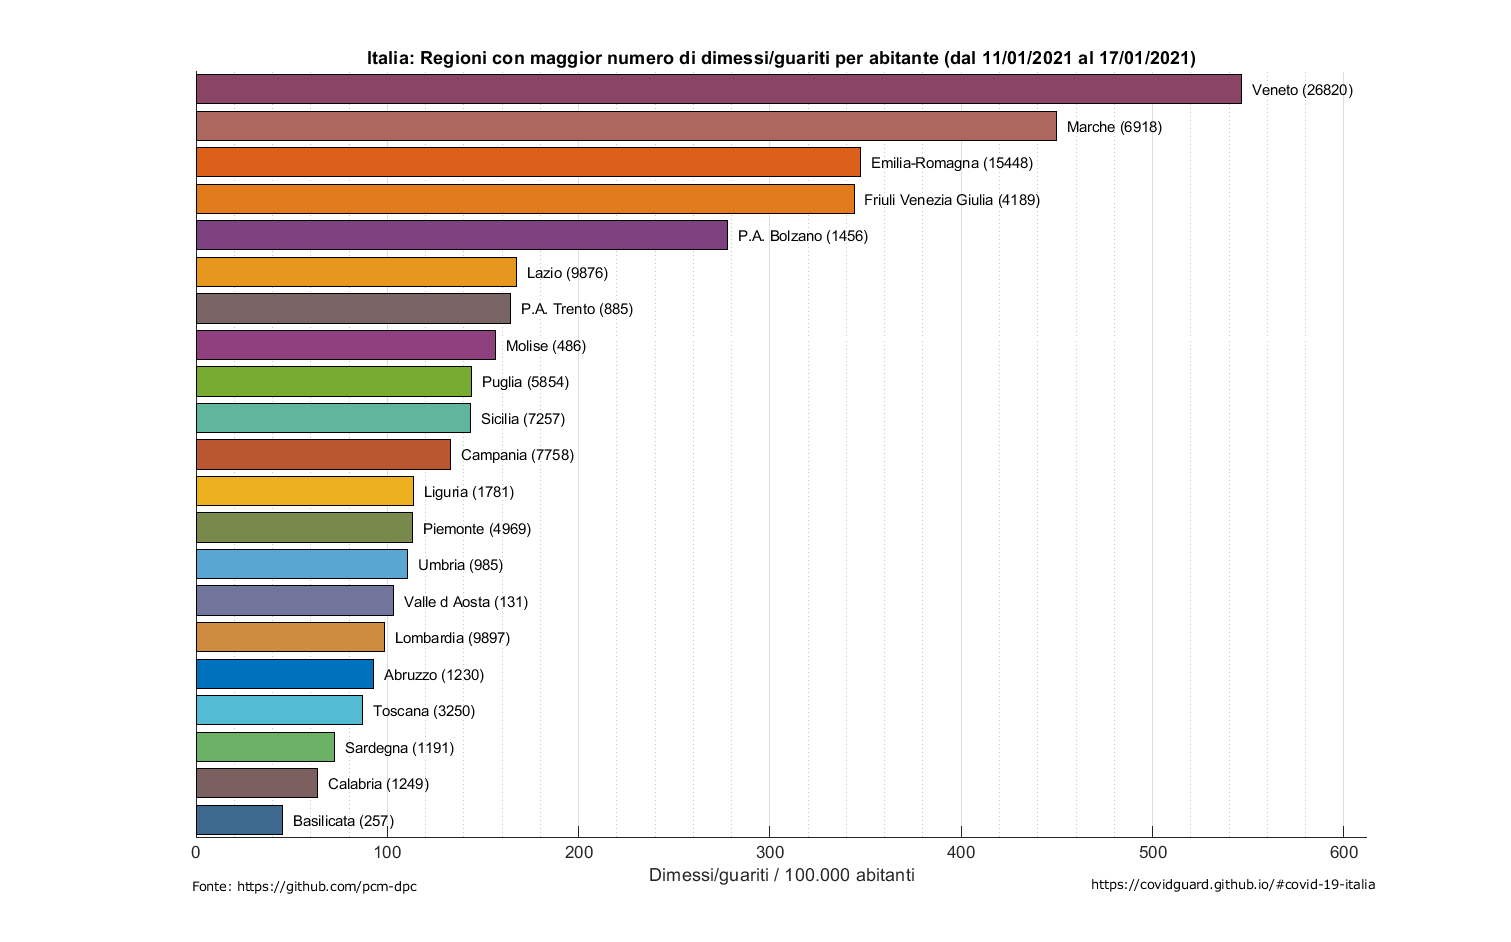 Italia: Regioni con maggior numero di dimessi/guariti per abitante (dal 11/01/2021 al 17/01/2021)
Veneto (26820)
Marche (6918)
Emilia-Romagna (15448)
Friuli Venezia Giulia (4189)
P.A. Bolzano (1456)
Lazio (9876)
P.A. Trento (885)
Molise (486)
Puglia (5854)
Sicilia (7257)
Campania (7758)
Liguria (1781)
Piemonte (4969)
Umbria (985)
Valle d Aosta (131)
Lombardia (9897)
Abruzzo (1230)
Toscana (3250)
Sardegna (1191)
Calabria (1249)
Basilicata (257)
0 100 200 300 400 500 600
Dimessi/guariti / 100.000 abitanti
Fonte: https://github.com/pcm-dpc
https://covidguard.github.io/#covid-19-italia